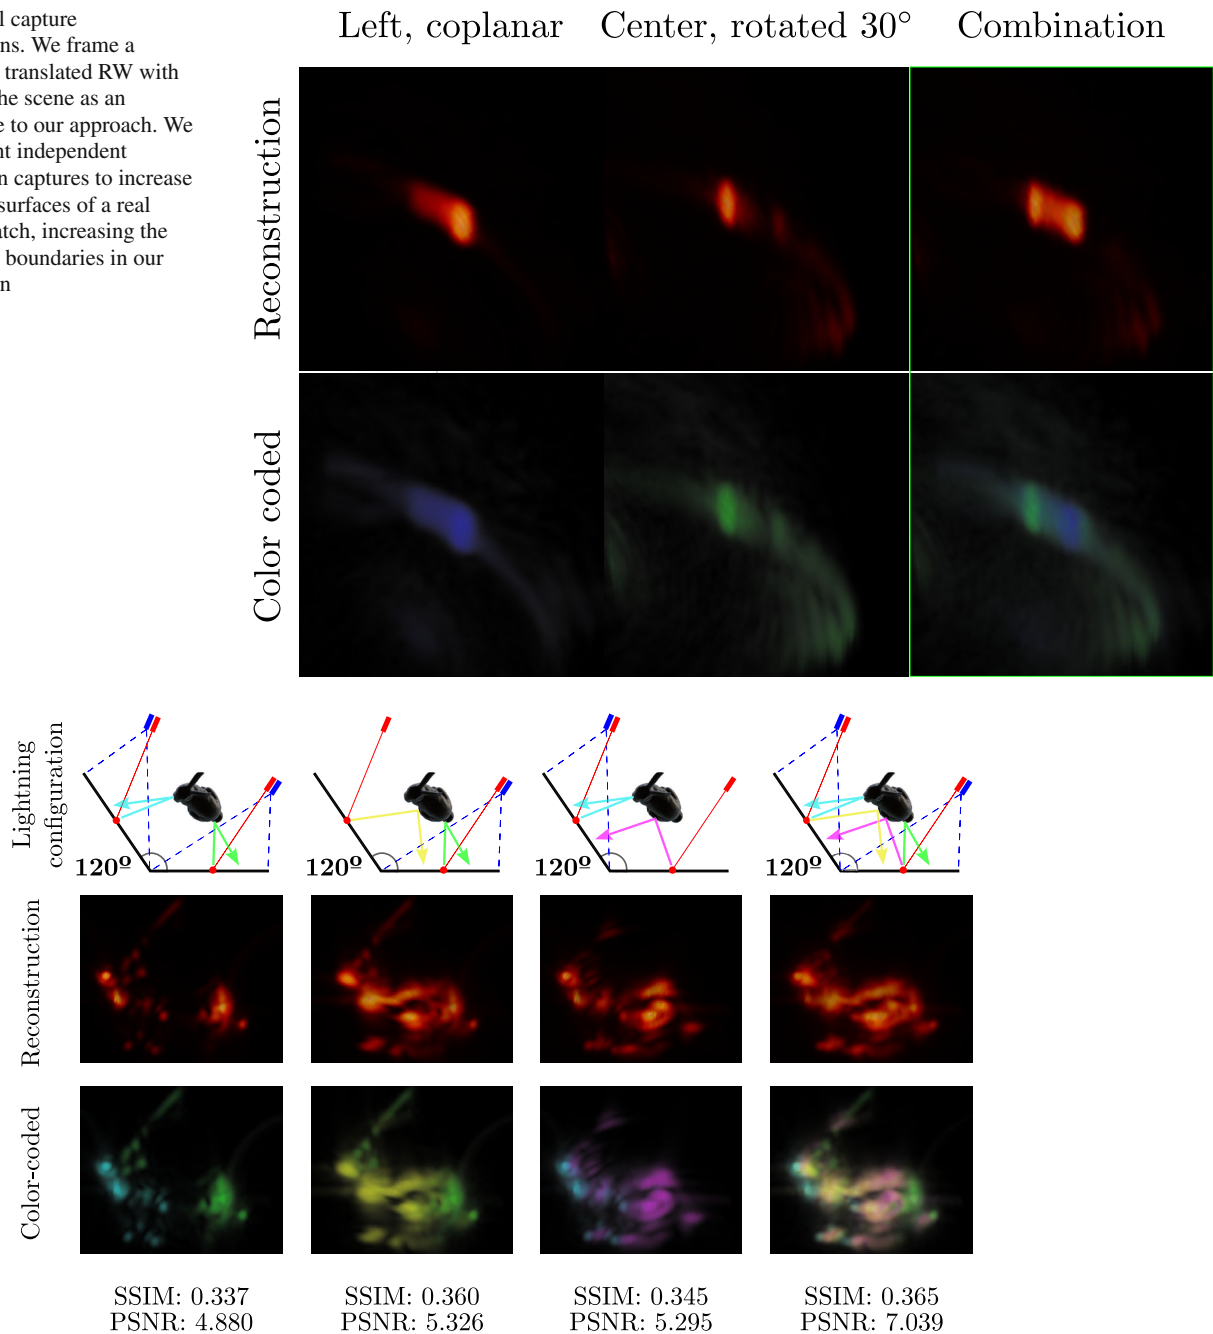 l capture
ns. We frame a
translated RW with
he scene as an
e to our approach. We
nt independent
n captures to increase
surfaces of a real
atch, increasing the
boundaries in our
n
Left, coplanar
Center, rotated 30°
Combination
Reconstruction
Color coded
Lightning
configuration
120º
120º
120º
120º
Reconstruction
Color-coded
SSIM: 0.337
PSNR: 4.880
SSIM: 0.360
PSNR: 5.326
SSIM: 0.345
PSNR: 5.295
SSIM: 0.365
PSNR: 7.039